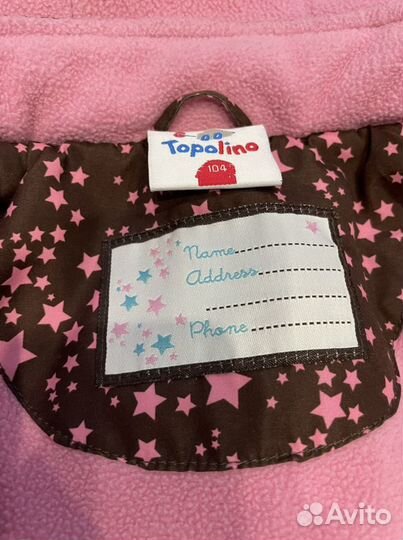 Topolino
104
Name
Address
Phone
Avito